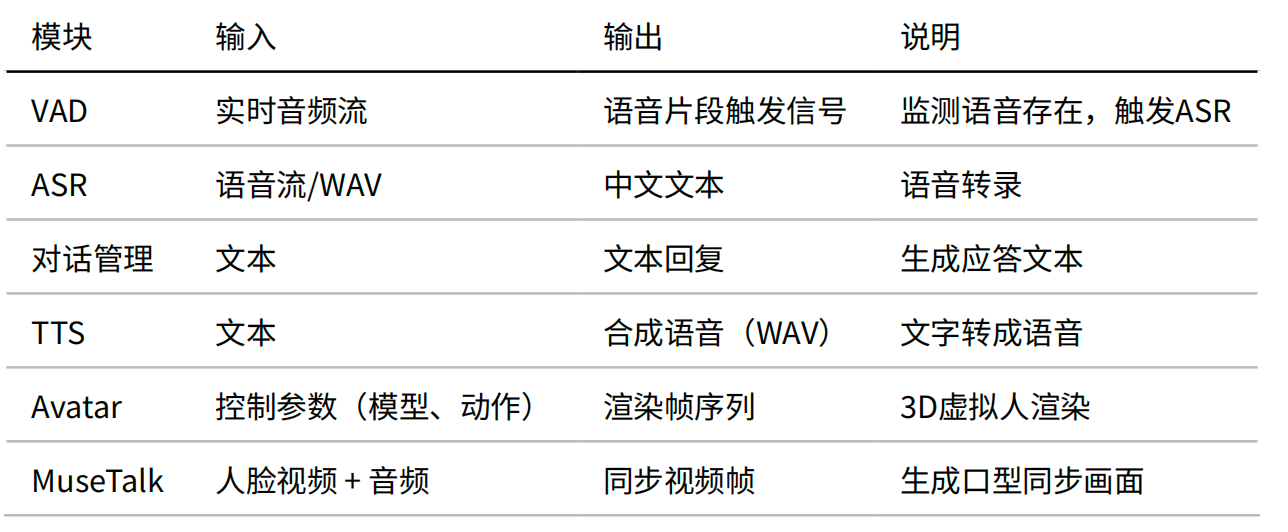 模块 输入 输出 说明
VAD 实时音频流 语音片段触发信号 监测语音存在，触发ASR
ASR 语音流/WAV 中文文本 语音转录
对话管理 文本 文本回复 生成应答文本
TTS 文本 合成语音（WAV） 文字转成语音
Avatar 控制参数（模型、动作） 渲染帧序列 3D虚拟人渲染
MuseTalk 人脸视频 + 音频 同步视频帧 生成口型同步画面